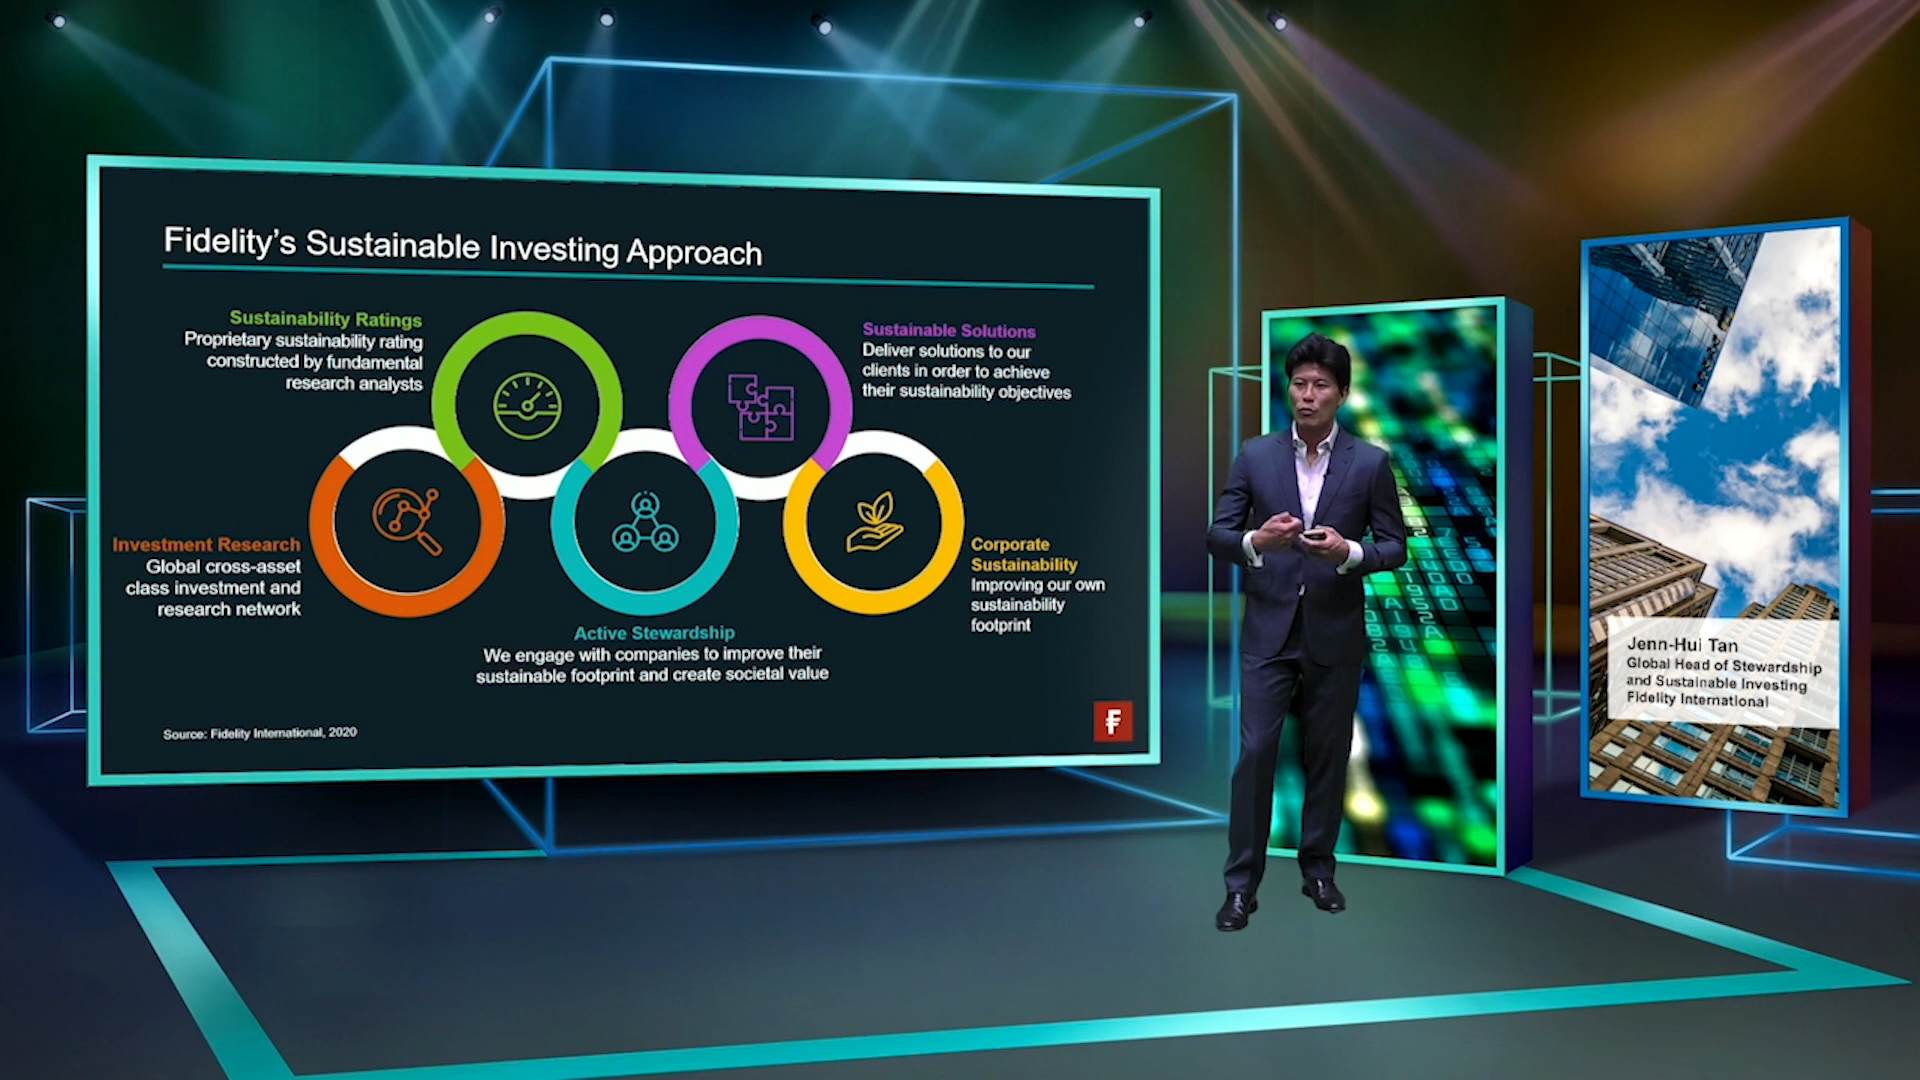 Fidelity's Sustainable Investing Approach
Sustainability Ratings
Proprietary sustainability rating
constructed by fundamental
research analysts
Sustainable Solutions
Deliver solutions to our
clients in order to achieve
their sustainability objectives
Investment Research
Global cross-asset
class investment and
research network
Active Stewardship
We engage with companies to improve their
sustainable footprint and create societal value
Corporate
Sustainability
Improving our own
sustainability
footprint
Source: Fidelity International, 2020
Jenn-Hui Tan
Global Head of Stewardship
and Sustainable Investing
Fidelity International